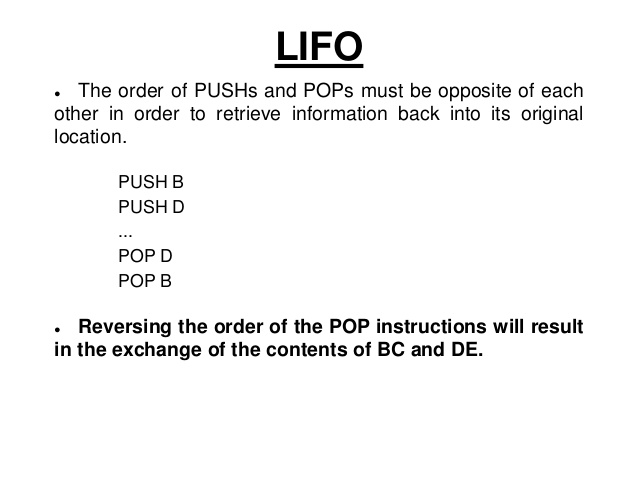 LIFO
● The order of PUSHs and POPs must be opposite of each
other in order to retrieve information back into its original
location.
PUSH B
PUSH D
...
POP D
POP B
● Reversing the order of the POP instructions will result
in the exchange of the contents of BC and DE.